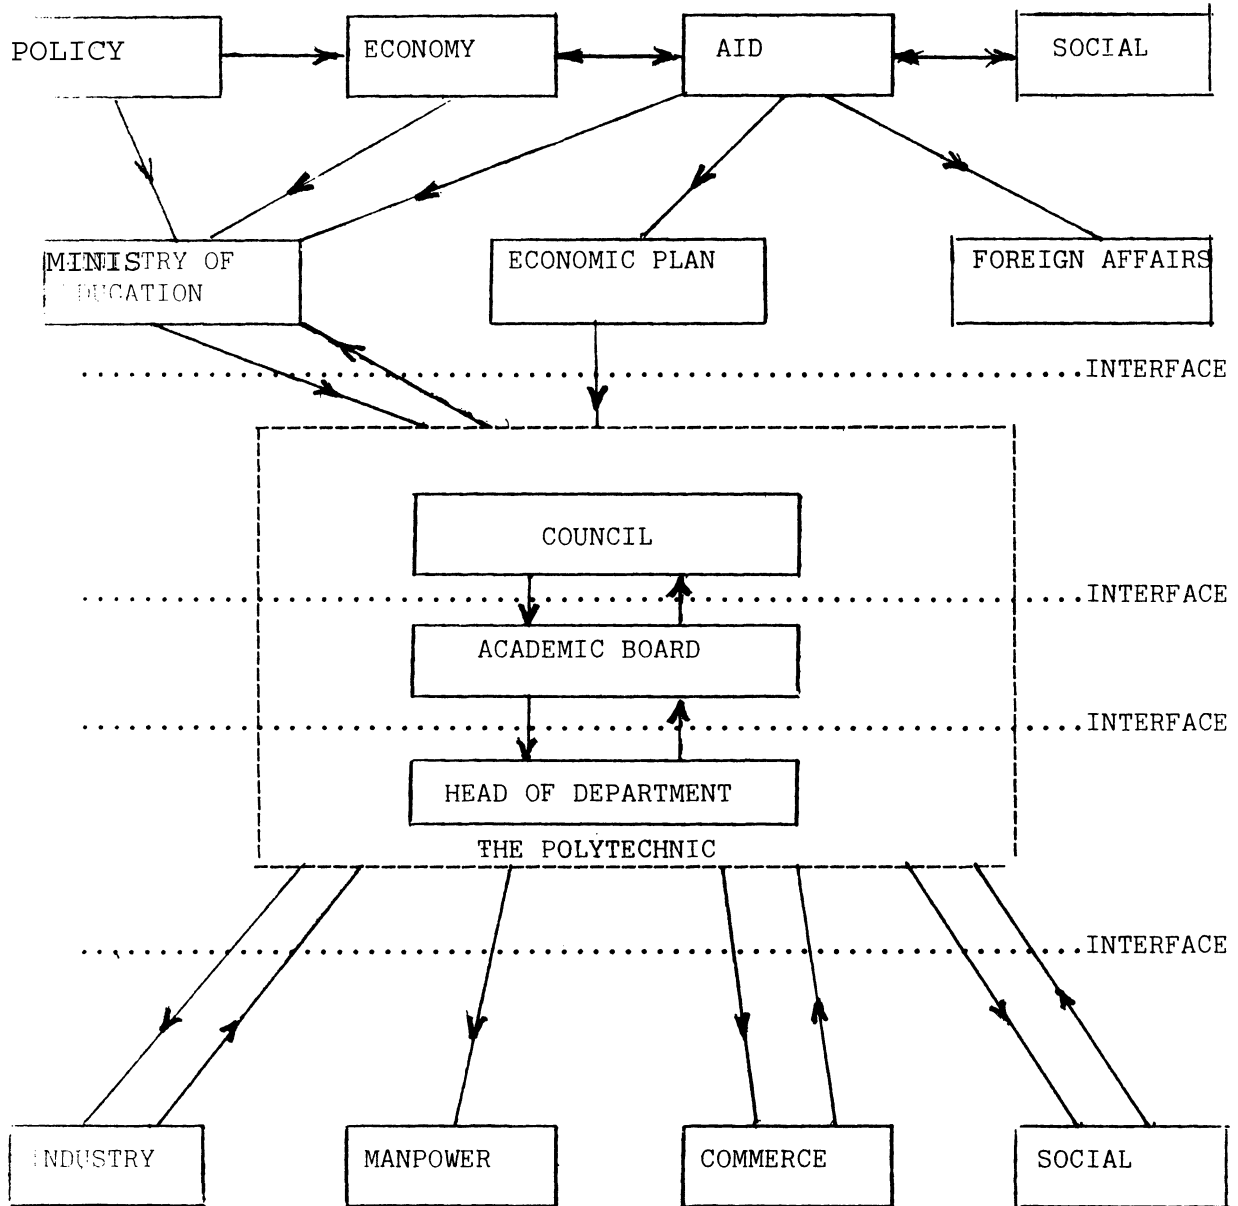 POLICY
ECONOMY
AID
SOCIAL
MINISTRY OF
EDUCATION
ECONOMIC PLAN
FOREIGN AFFAIRS
INTERFACE
COUNCIL
INTERFACE
ACADEMIC BOARD
INTERFACE
HEAD OF DEPARTMENT
THE POLYTECHNIC
INTERFACE
INDUSTRY
MANPOWER
COMMERCE
SOCIAL